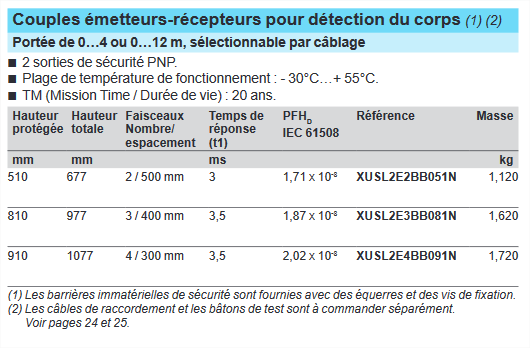 Couples émetteurs-récepteurs pour détection du corps (1) (2)
Portée de 0…4 ou 0…12 m, sélectionnable par câblage
■ 2 sorties de sécurité PNP.
■ Plage de température de fonctionnement : - 30°C…+ 55°C.
■ TM (Mission Time / Durée de vie) : 20 ans.
Hauteur protégée Hauteur totale Faisceaux Nombre/ espacement Temps de réponse (t1) PFHD IEC 61508 Référence Masse
mm mm ms kg
510 677 2 / 500 mm 3 1,71 x 10⁻⁸ XUSL2E2BB051N 1,120
810 977 3 / 400 mm 3,5 1,87 x 10⁻⁸ XUSL2E3BB081N 1,620
910 1077 4 / 300 mm 3,5 2,02 x 10⁻⁸ XUSL2E4BB091N 1,720
(1) Les barrières immatérielles de sécurité sont fournies avec des équerres et des vis de fixation.
(2) Les câbles de raccordement et les bâtons de test sont à commander séparément.
Voir pages 24 et 25.